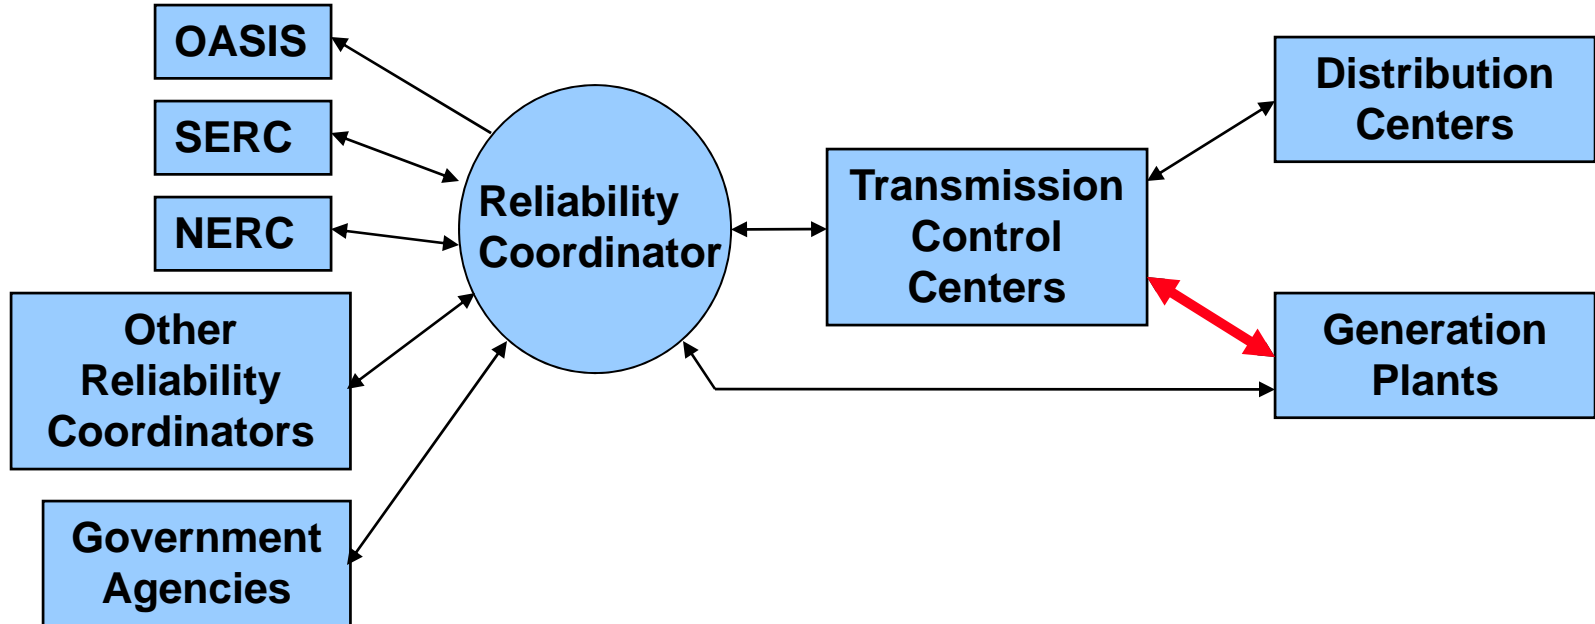 OASIS
SERC
NERC
Other
Reliability
Coordinators
Government
Agencies
Reliability
Coordinator
Transmission
Control
Centers
Distribution
Centers
Generation
Plants